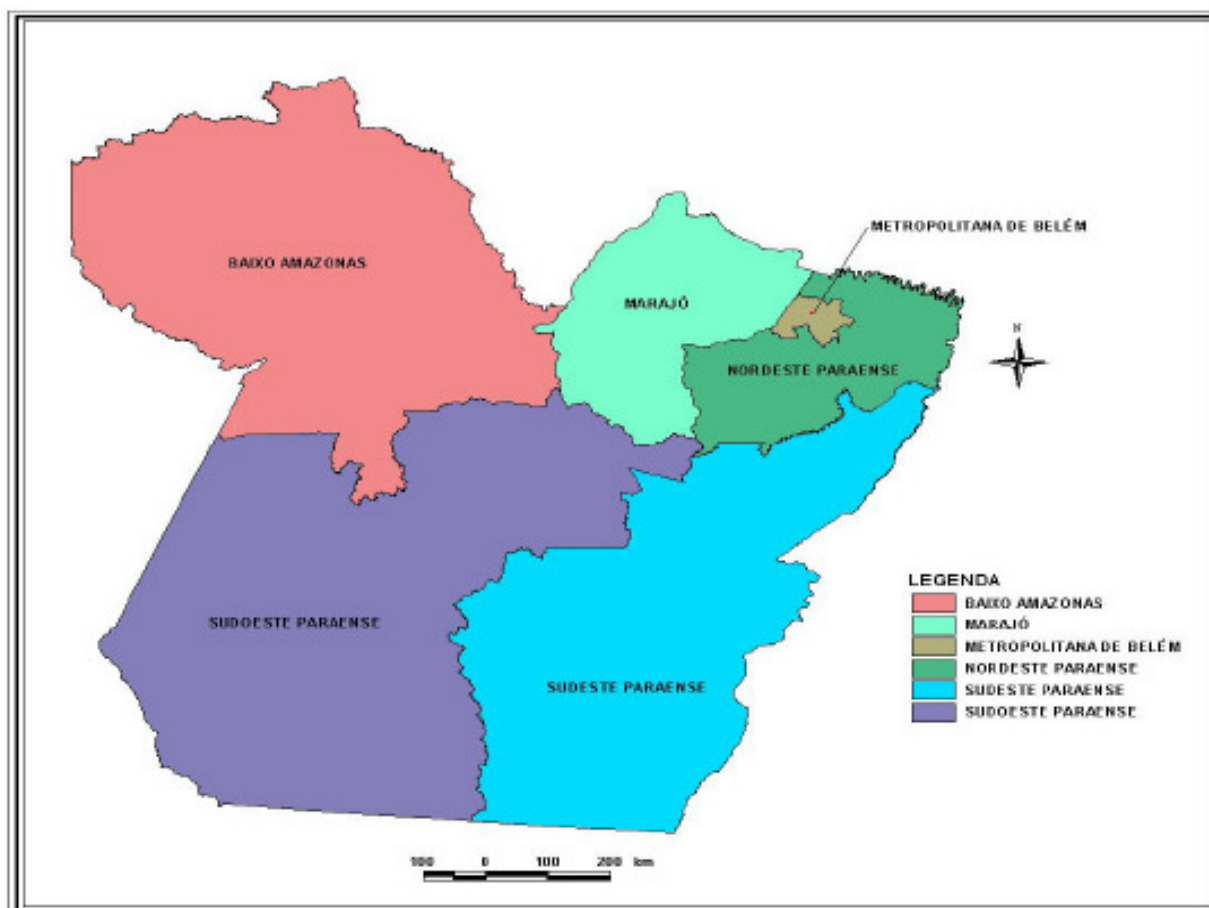 METROPOLITANA DE BELÉM
BAIXO AMAZONAS
MARAJÓ
N
NORDESTE PARAENSE
SUDOESTE PARAENSE
SUDESTE PARAENSE
LEGENDA
BAIXO AMAZONAS
MARAJÓ
METROPOLITANA DE BELÉM
NORDESTE PARAENSE
SUDESTE PARAENSE
SUDOESTE PARAENSE
100 0 100 200 km